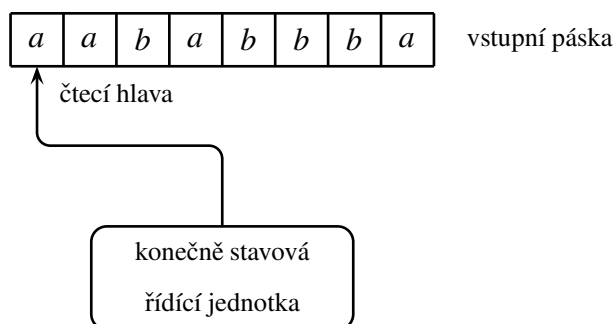 a a b a b b b a vstupní páska
čtecí hlava
konečně stavová
řídící jednotka